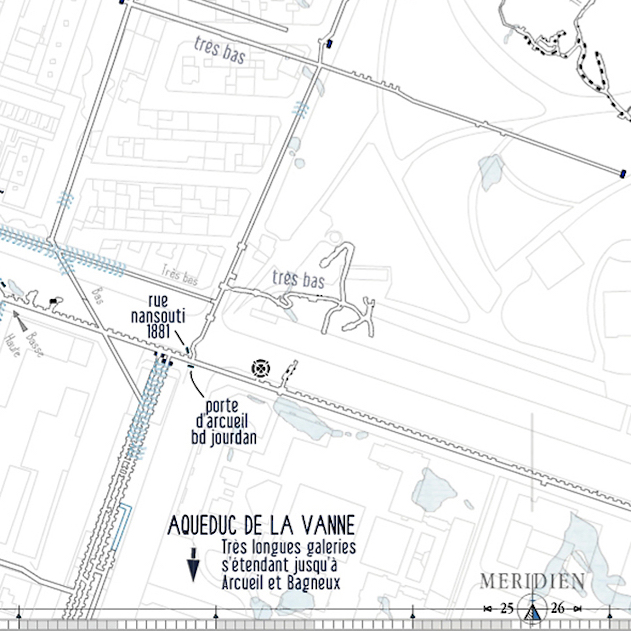 très bas
très bas
Très bas
Bas
rue
nansouti
1881
Basse
Haute
porte
d'arcueil
bd jourdan
AQUEDUC DE LA VANNE
Très longues galeries
s'étendant jusqu'à
Arcueil et Bagneux
MERIDIEN
25 26